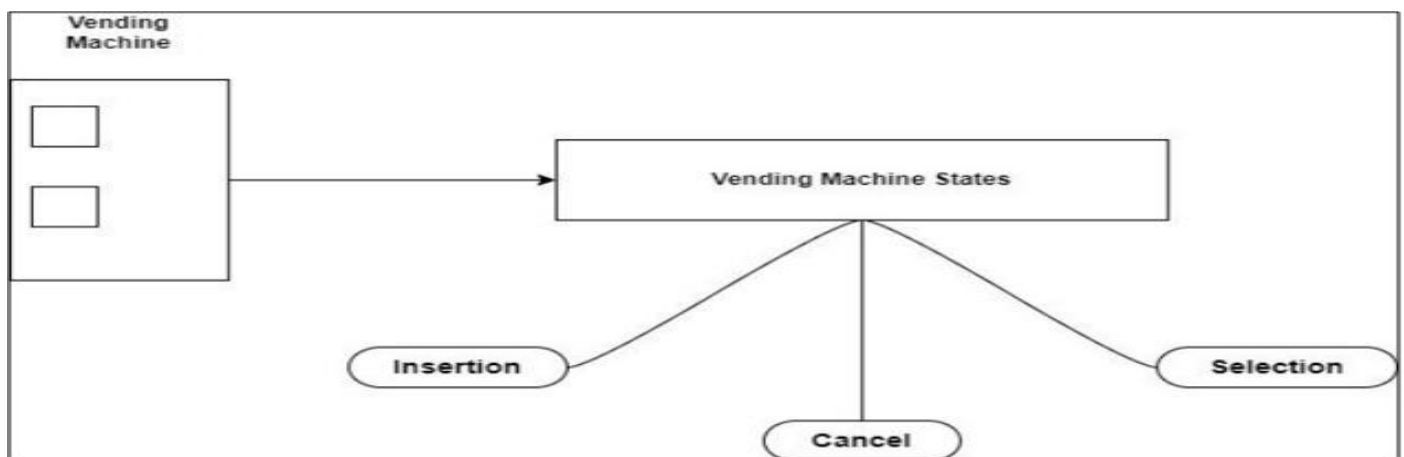 Vending
Machine
Vending Machine States
Insertion
Selection
Cancel